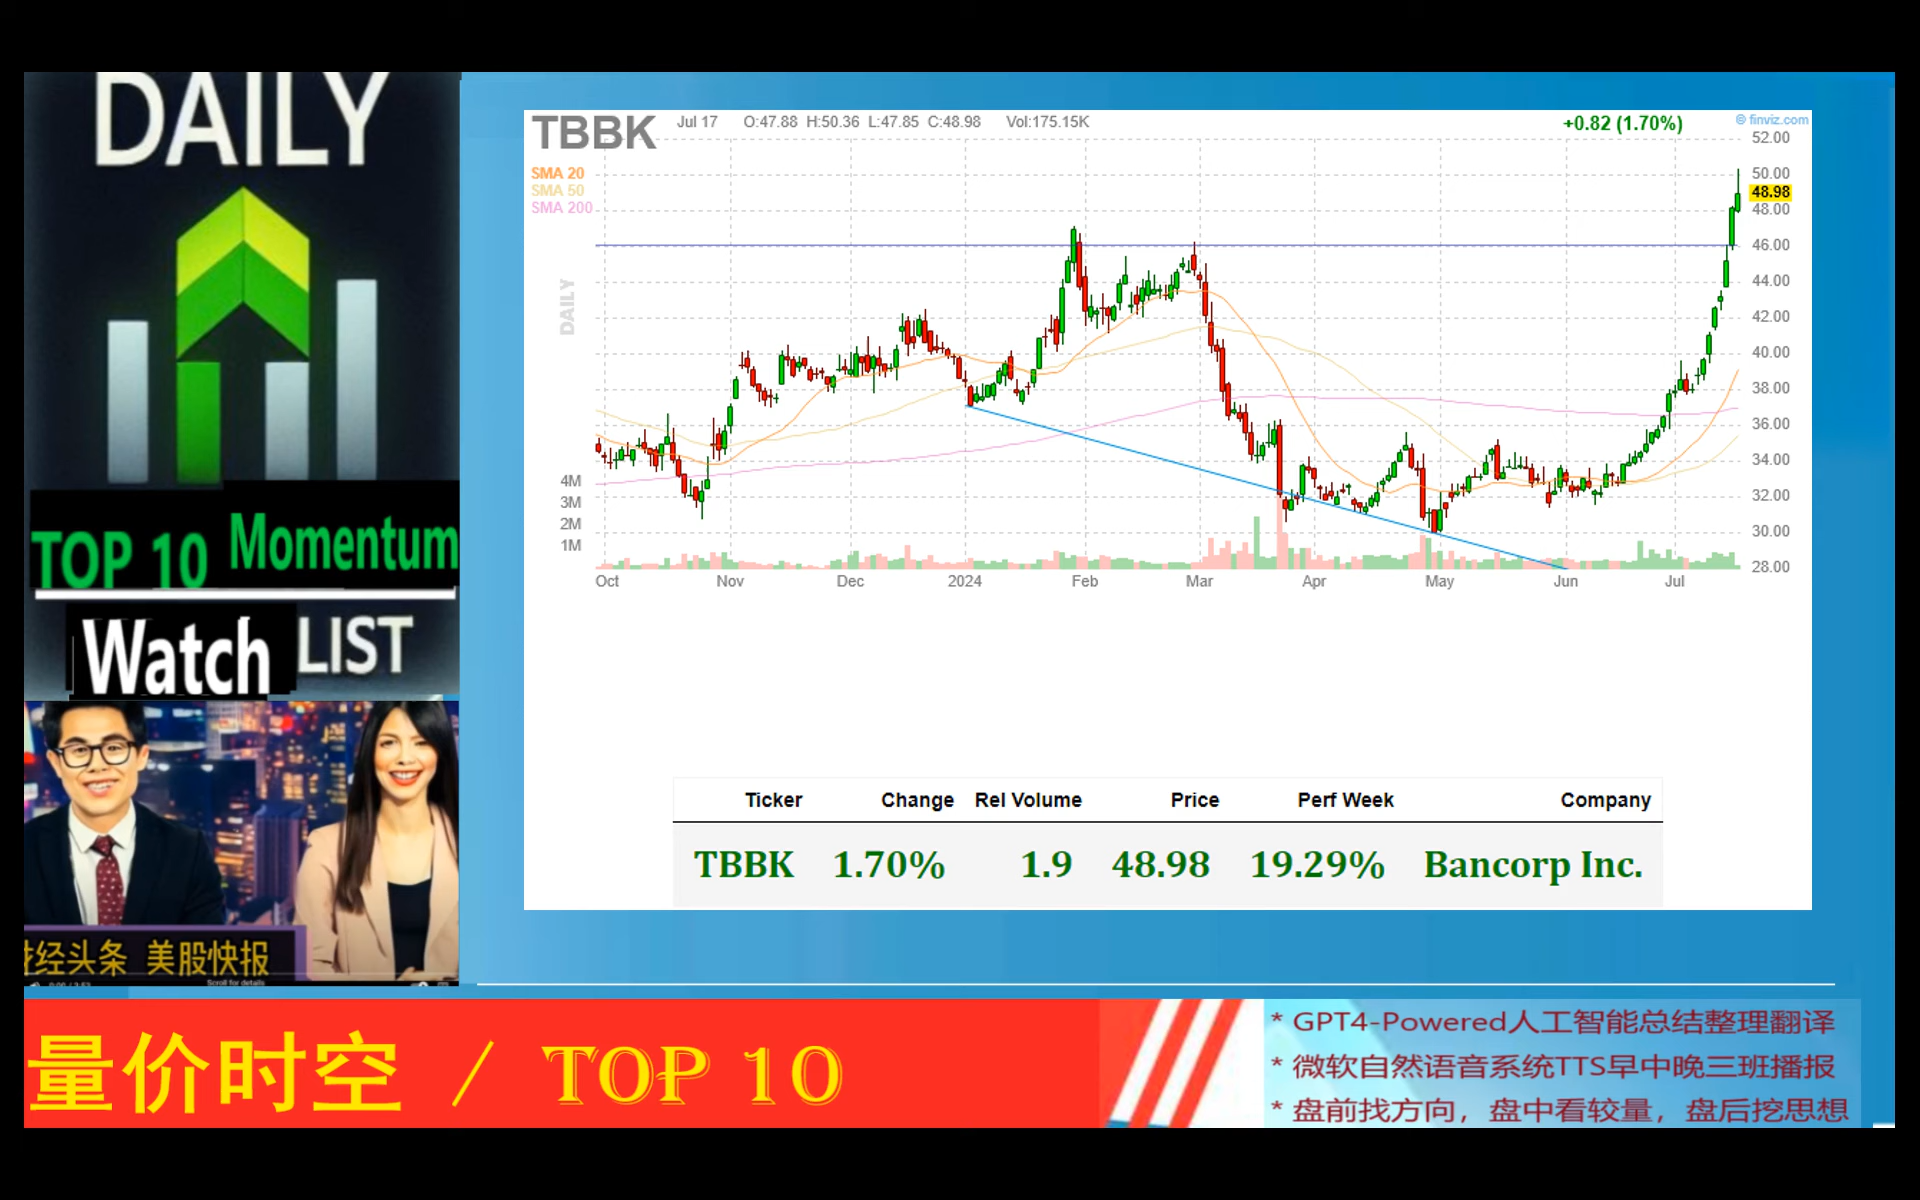 DAILY
TOP 10 Momentum
Watch LIST
经头条 美股快报
Scroll for details
TBBK Jul 17 O:47.88 H:50.36 L:47.85 C:48.98 Vol:175.15K +0.82 (1.70%) © finviz.com
SMA 20
SMA 50
SMA 200
DAILY
52.00
50.00
48.98
48.00
46.00
44.00
42.00
40.00
38.00
36.00
34.00
32.00
30.00
28.00
4M
3M
2M
1M
Oct Nov Dec 2024 Feb Mar Apr May Jun Jul
Ticker Change Rel Volume Price Perf Week Company
TBBK 1.70% 1.9 48.98 19.29% Bancorp Inc.
量价时空 / TOP 10
* GPT4-Powered人工智能总结整理翻译
* 微软自然语音系统TTS早中晚三班播报
* 盘前找方向，盘中看较量，盘后挖思想